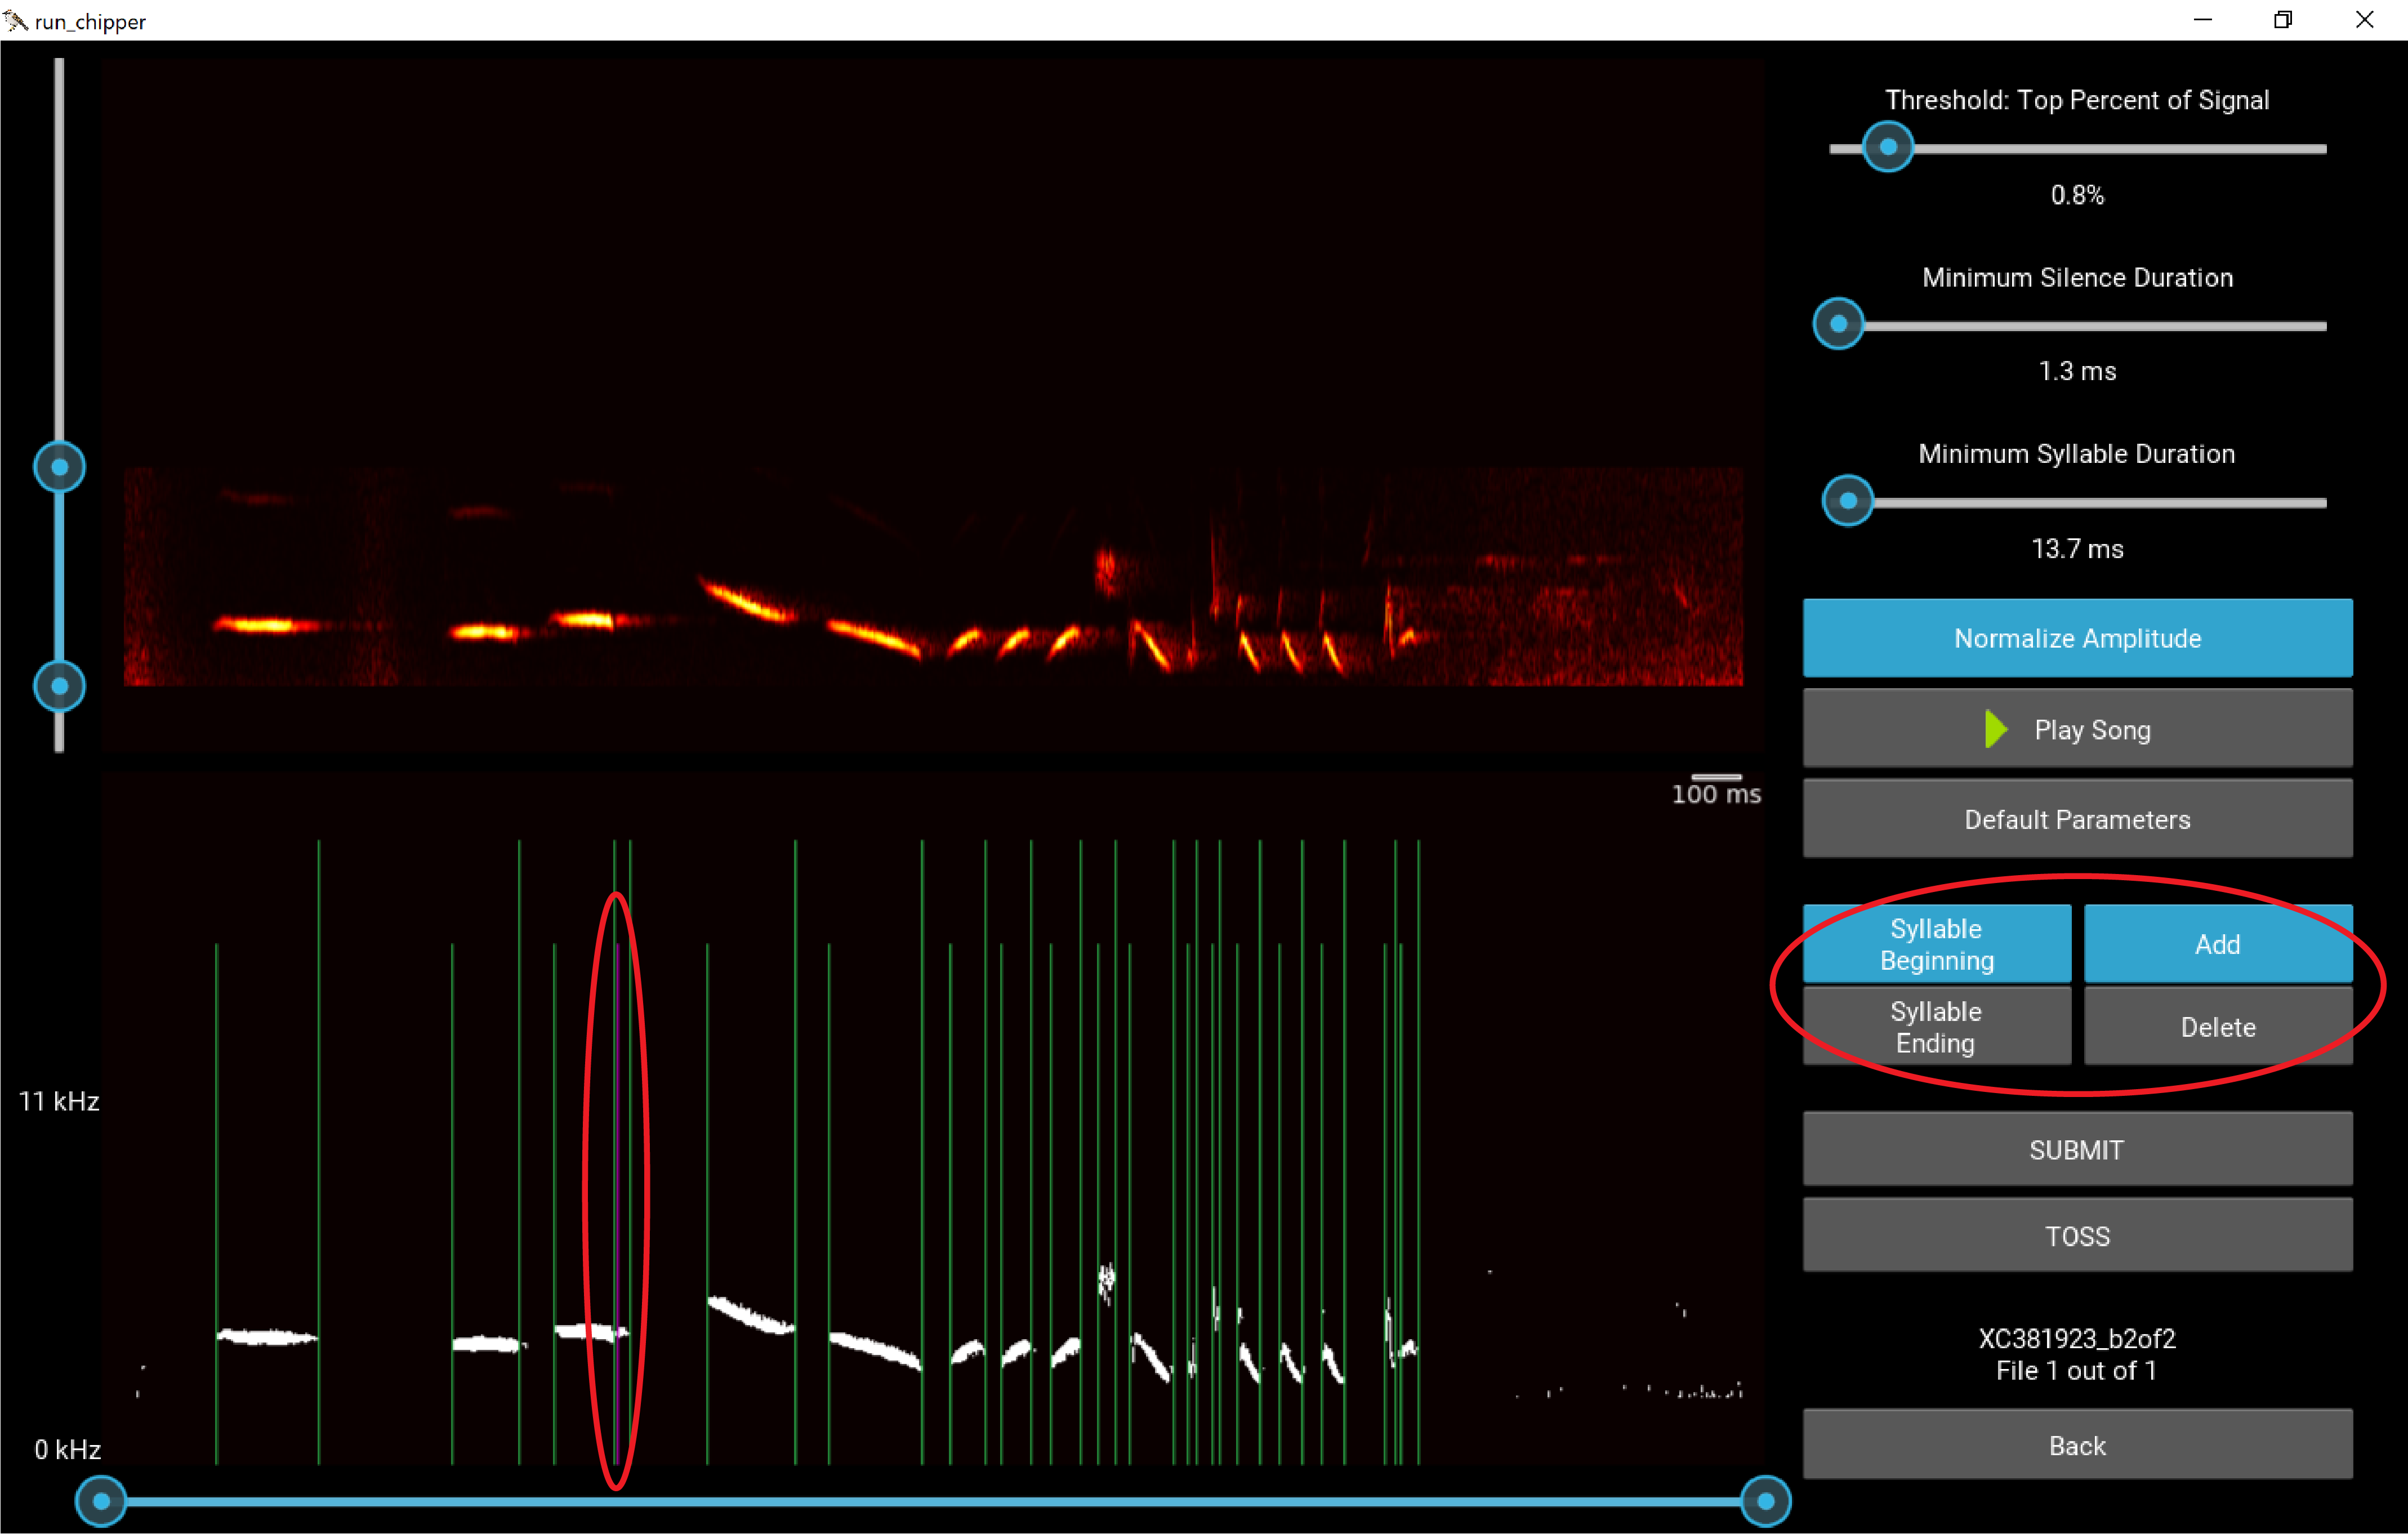 run_chipper
Threshold: Top Percent of Signal
0.8%
Minimum Silence Duration
1.3 ms
Minimum Syllable Duration
13.7 ms
Normalize Amplitude
Play Song
100 ms
Default Parameters
Syllable
Beginning
Add
Syllable
Ending
Delete
11 kHz
SUBMIT
TOSS
XC381923_b2of2
File 1 out of 1
0 kHz
Back